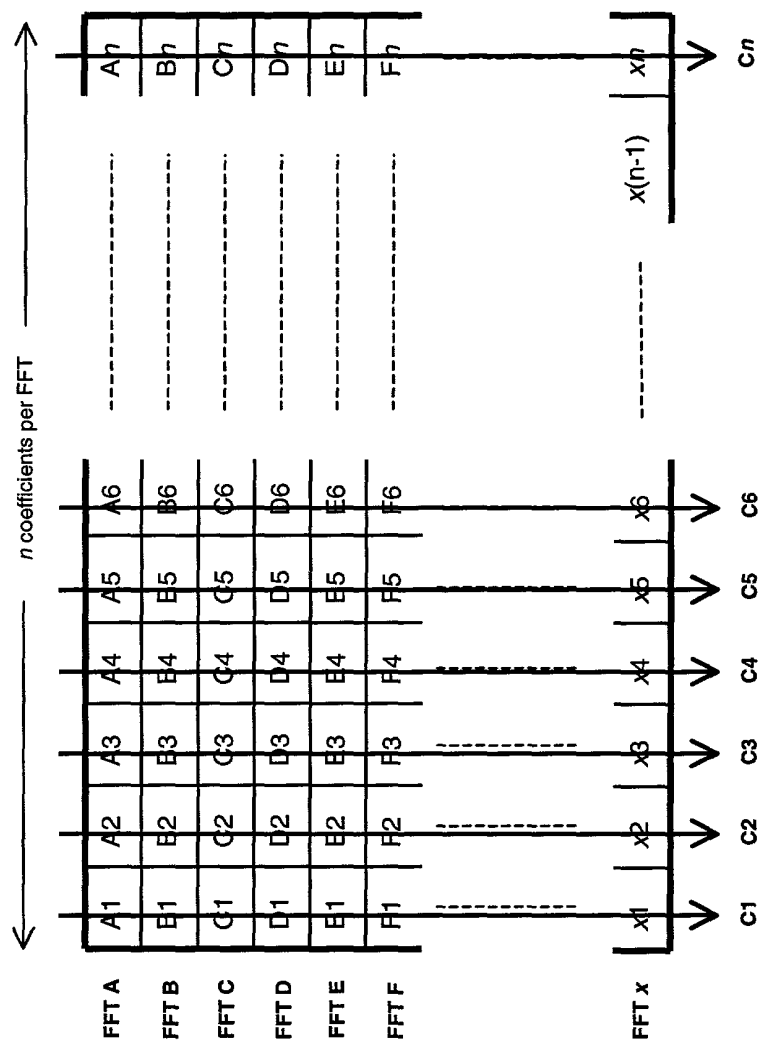 n coefficients per FFT
FFT A A1 A2 A3 A4 A5 A6 An
FFT B B1 B2 B3 B4 B5 B6 Bn
FFT C C1 C2 C3 C4 C5 C6 Cn
FFT D D1 D2 D3 D4 D5 D6 Dn
FFT E E1 E2 E3 E4 E5 E6 En
FFT F F1 F2 F3 F4 F5 F6 Fn
FFT x x1 x2 x3 x4 x5 x6 x(n-1) xn
C1 C2 C3 C4 C5 C6 Cn